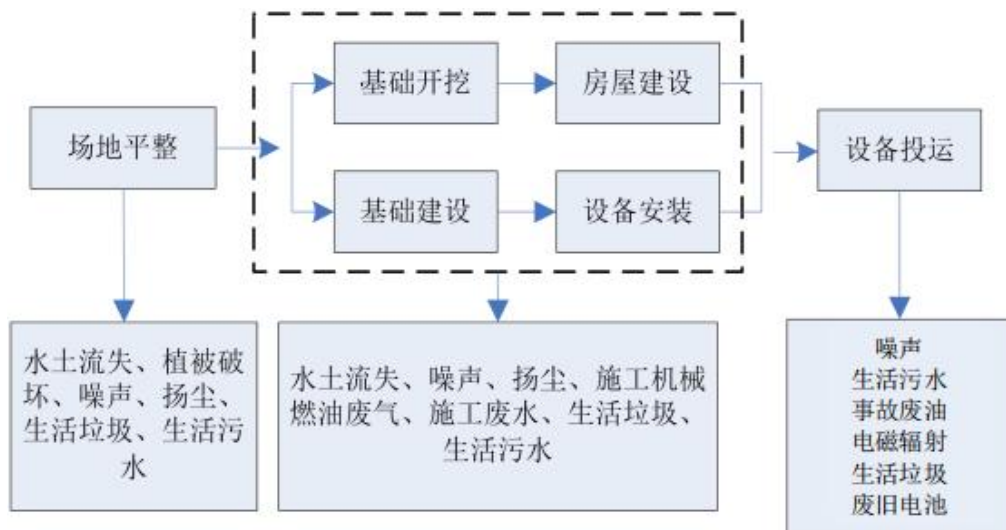 基础开挖
房屋建设
场地平整
设备投运
基础建设
设备安装
水土流失、植被破
坏、噪声、扬尘、
生活垃圾、生活污
水
水土流失、噪声、扬尘、施工机械
燃油废气、施工废水、生活垃圾、
生活污水
噪声
生活污水
事故废油
电磁辐射
生活垃圾
废旧电池